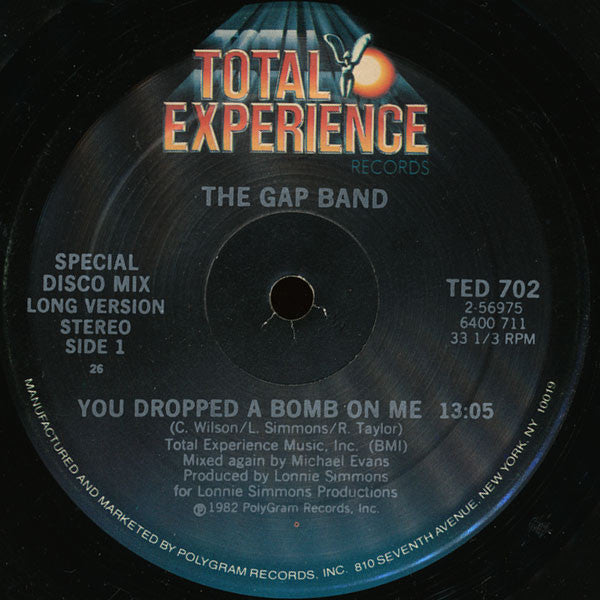 TOTAL
EXPERIENCE
RECORDS
THE GAP BAND
SPECIAL
DISCO MIX
LONG VERSION
STEREO
SIDE 1
26
TED 702
2-56975
6400 711
33 1/3 RPM
YOU DROPPED A BOMB ON ME 13:05
(C. Wilson/L. Simmons/R. Taylor)
Total Experience Music, Inc. (BMI)
Mixed again by Michael Evans
Produced by Lonnie Simmons
for Lonnie Simmons Productions
℗©1982 PolyGram Records, Inc.
MANUFACTURED AND MARKETED BY POLYGRAM RECORDS, INC. 810 SEVENTH AVENUE, NEW YORK, NY 10019